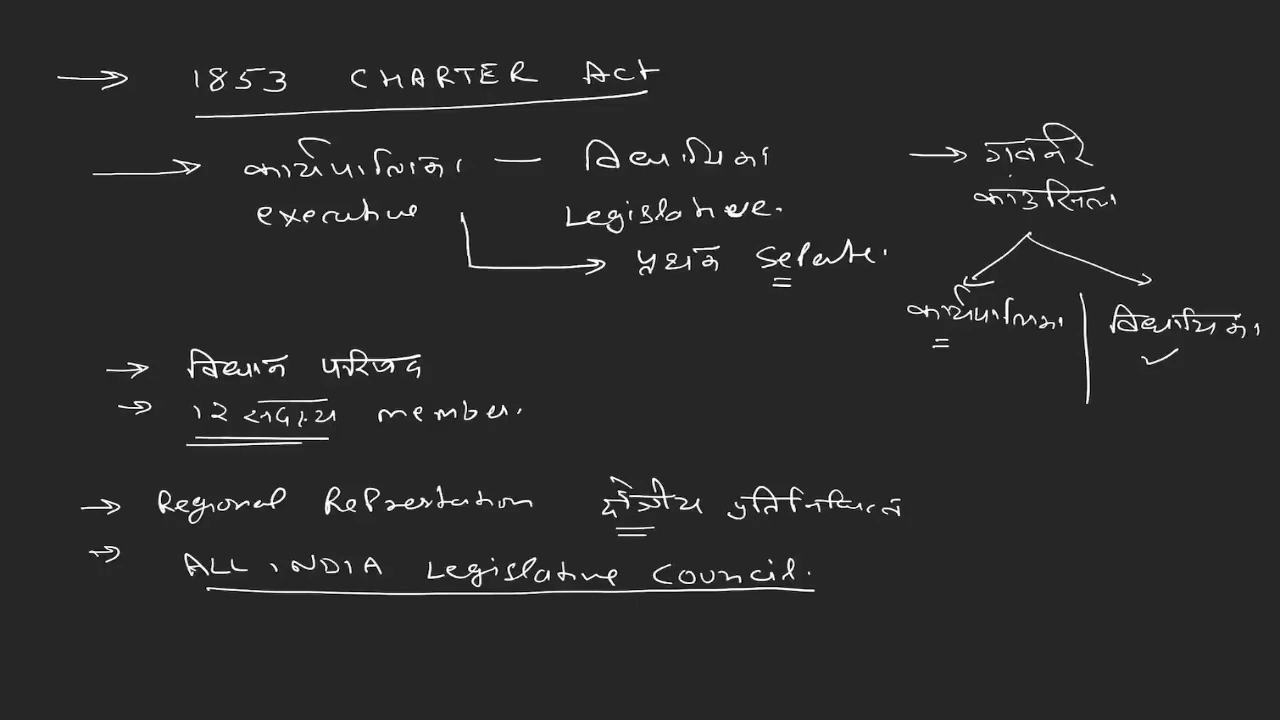 → 1853 CHARTER ACT
→ कार्यपालिका — विधायिका
executive Legislative.
→ पृथक Seperate.
→ गवर्नर
काउंसिल
कार्यपालिका | विधायिका
→ विधान परिषद
→ 12 सदस्य member.
→ Regional Represtation क्षेत्रीय प्रतिनिधित्व
→ ALL INDIA Legislative Council.